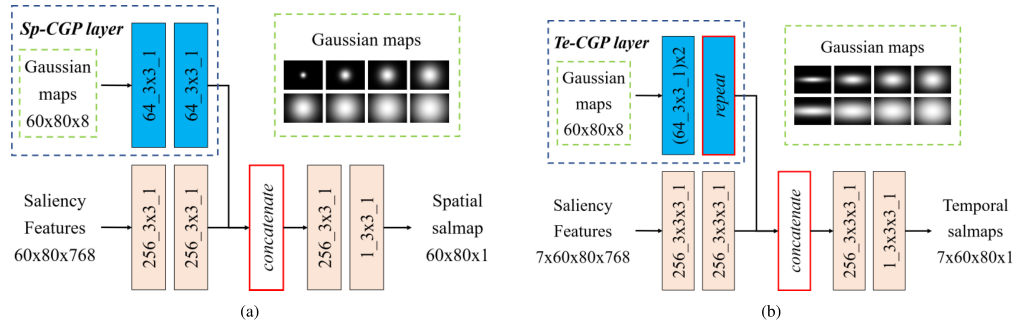 Sp-CGP layer
Gaussian
maps
60x80x8
64_3x3_1
64_3x3_1
Gaussian maps
Saliency
Features
60x80x768
256_3x3_1
256_3x3_1
concatenate
256_3x3_1
1_3x3_1
Spatial
salmap
60x80x1
(a)
Te-CGP layer
Gaussian
maps
60x80x8
(64_3x3_1)x2
repeat
Gaussian maps
Saliency
Features
7x60x80x768
256_3x3x3_1
256_3x3x3_1
concatenate
256_3x3x3_1
1_3x3x3_1
Temporal
salmaps
7x60x80x1
(b)